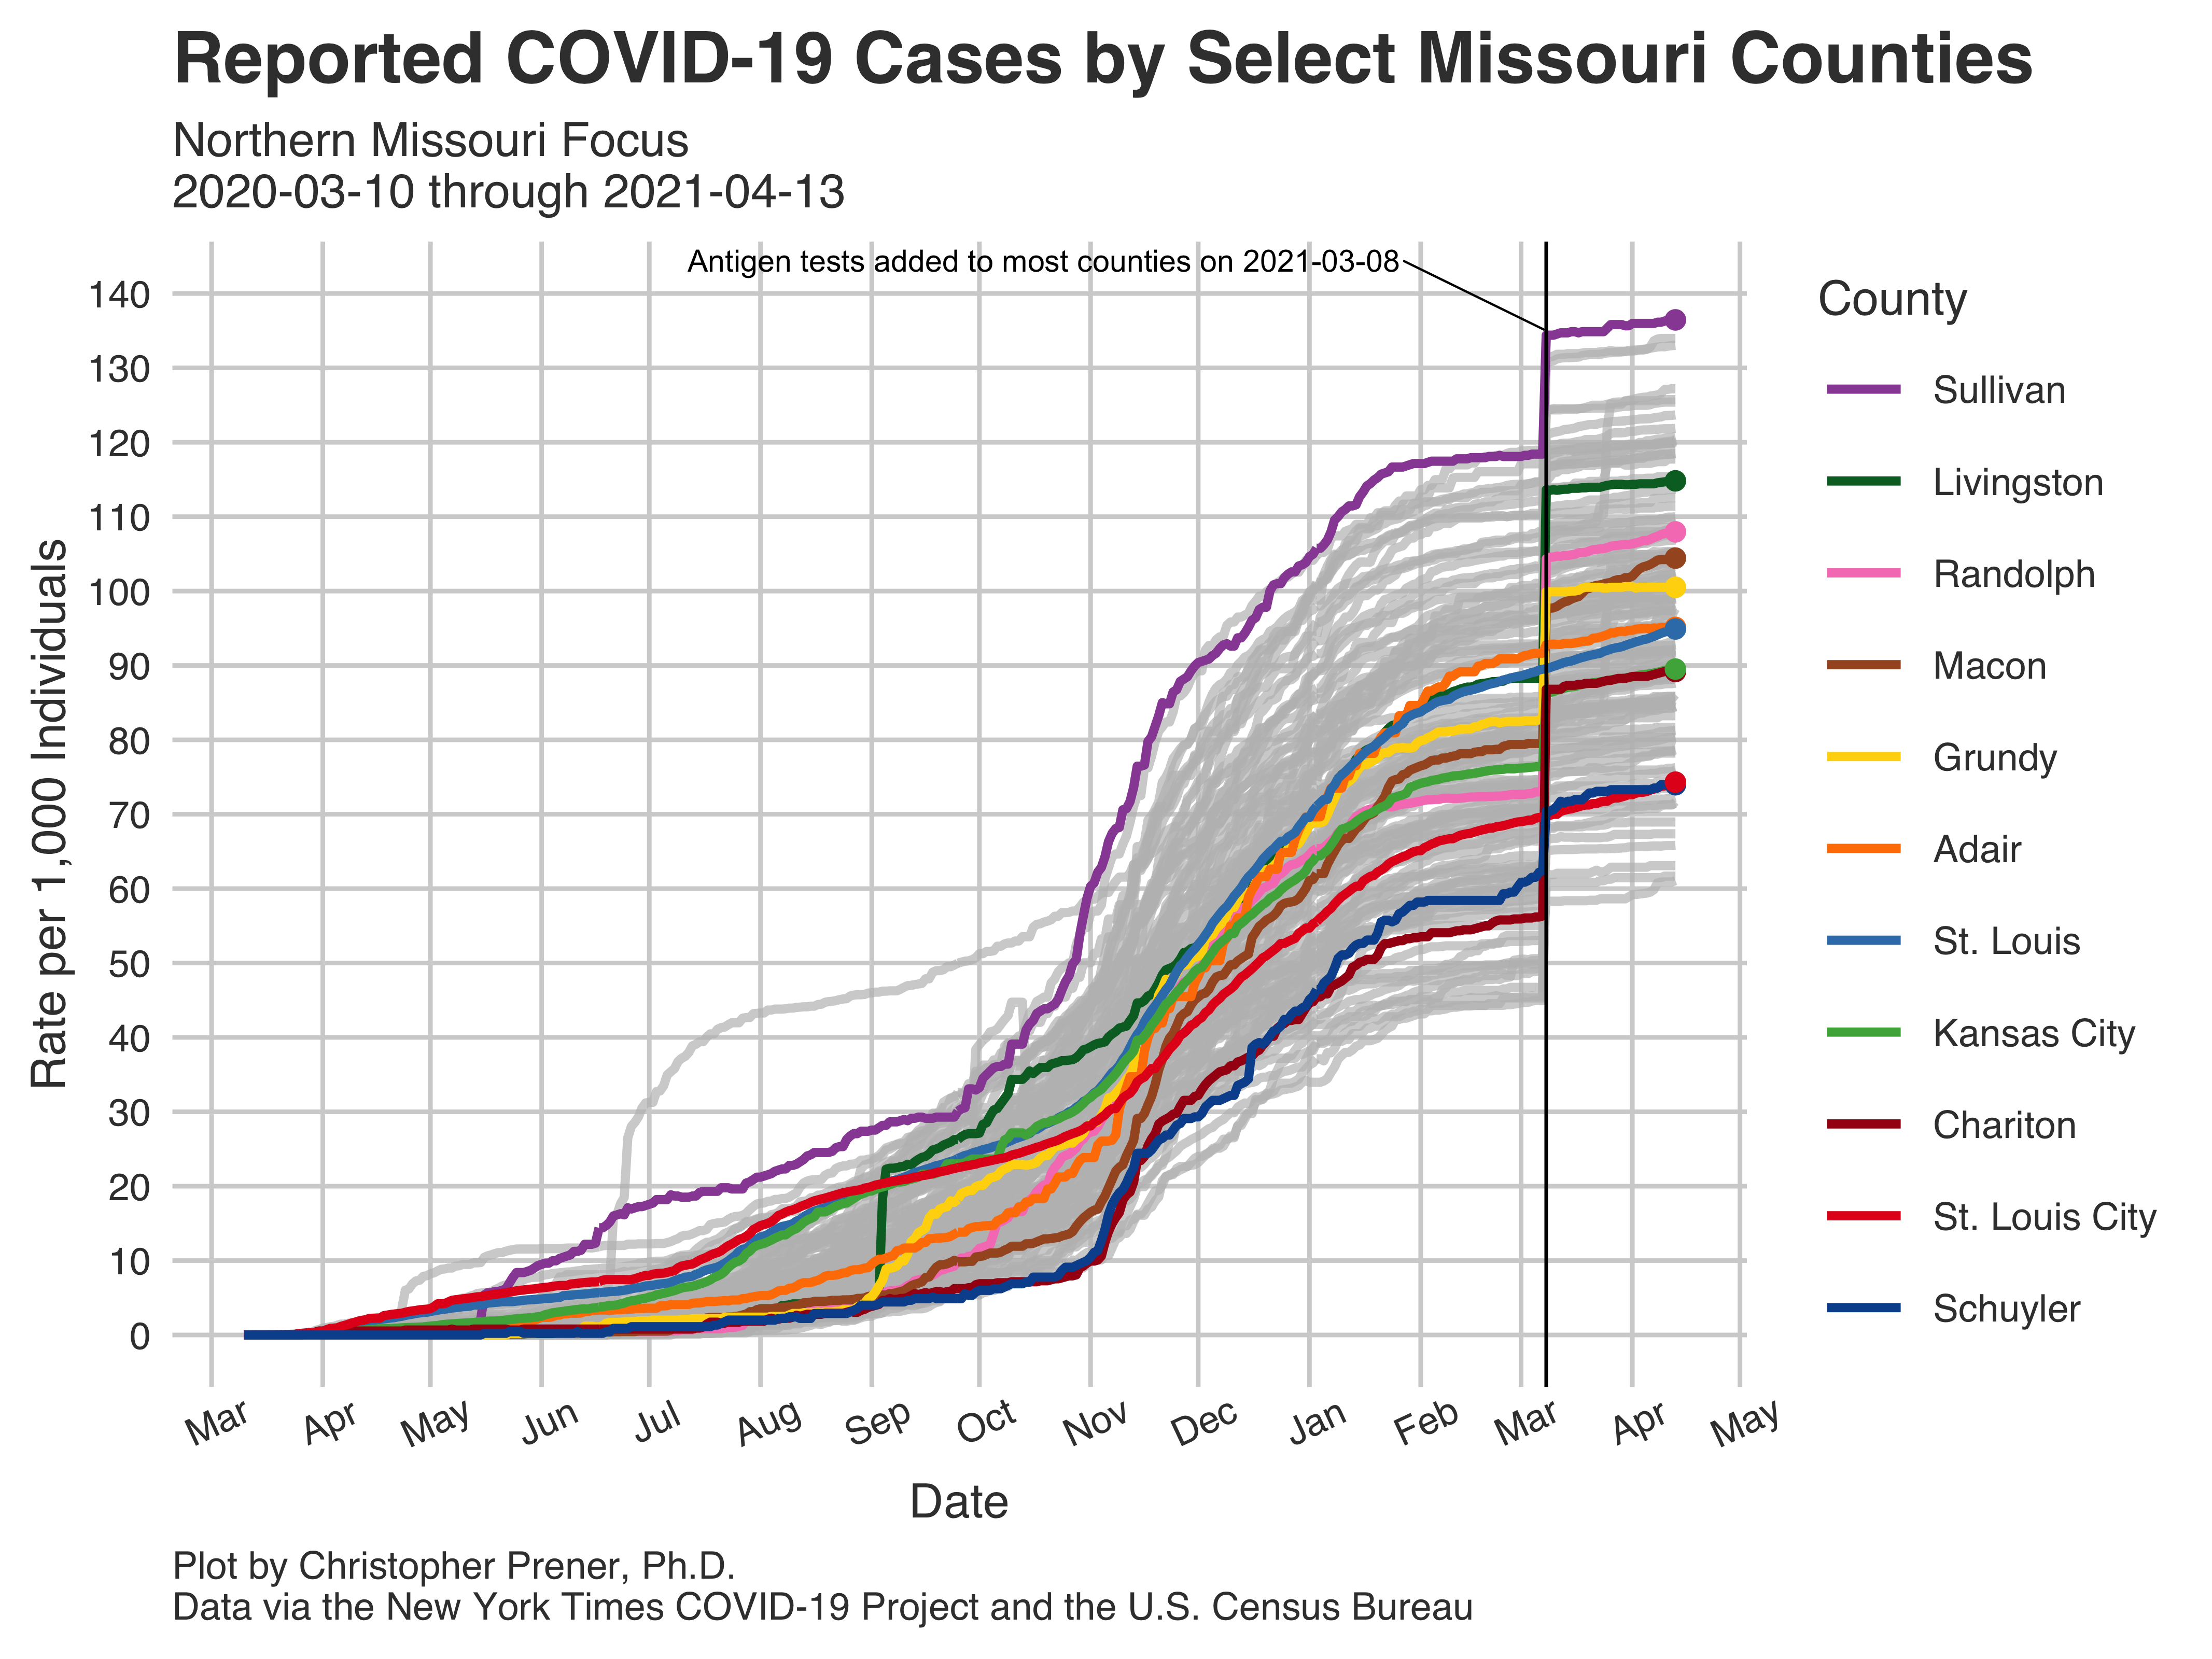 Reported COVID-19 Cases by Select Missouri Counties
Northern Missouri Focus
2020-03-10 through 2021-04-13
Antigen tests added to most counties on 2021-03-08
Rate per 1,000 Individuals
140
130
120
110
100
90
80
70
60
50
40
30
20
10
0
Mar Apr May Jun Jul Aug Sep Oct Nov Dec Jan Feb Mar Apr May
Date
County
Sullivan
Livingston
Randolph
Macon
Grundy
Adair
St. Louis
Kansas City
Chariton
St. Louis City
Schuyler
Plot by Christopher Prener, Ph.D.
Data via the New York Times COVID-19 Project and the U.S. Census Bureau